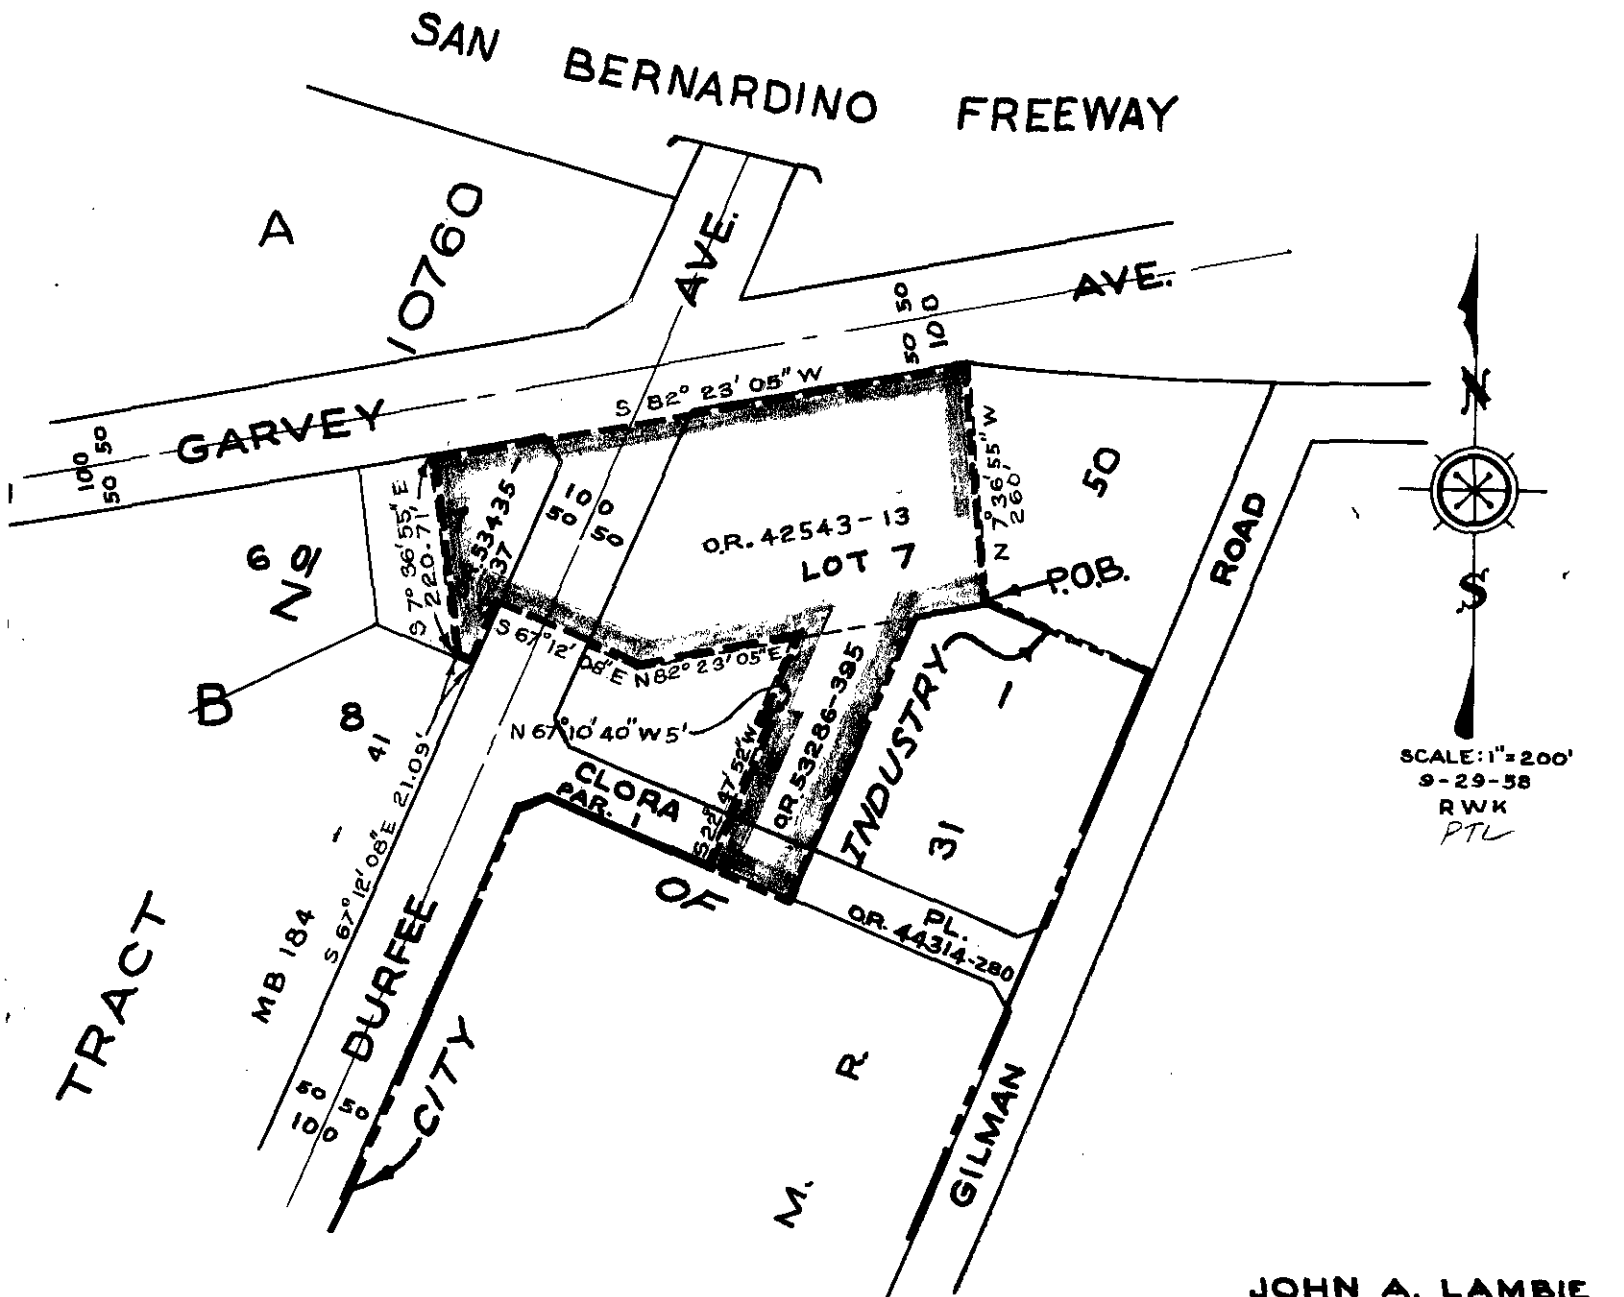 SAN BERNARDINO FREEWAY
A
10760
AVE.
AVE.
50
100
50
S 82° 23' 05" W
GARVEY
50
100
50
N
S
N 7° 36' 55" W
260'
50
ROAD
S 7° 36' 55" E
220.71'
53435-
37
100
50 50
O.R. 42543-13
LOT 7
P.O.B.
6
B
8
41
S 67° 12' 08" E
N 82° 23' 05" E
N 67° 10' 40" W 5'
S 22° 47' 52" W
O.R. 53286-395
INDUSTRY
1
31
CLORA
PAR. 1
OF
PL.
O.R. 44314-280
S 67° 12' 08" E 21.09'
MB 184
TRACT
DURFEE
CITY
50 50
100
R.
M.
GILMAN
SCALE: 1"=200'
9-29-58
RWK
PTL
JOHN A. LAMBIE